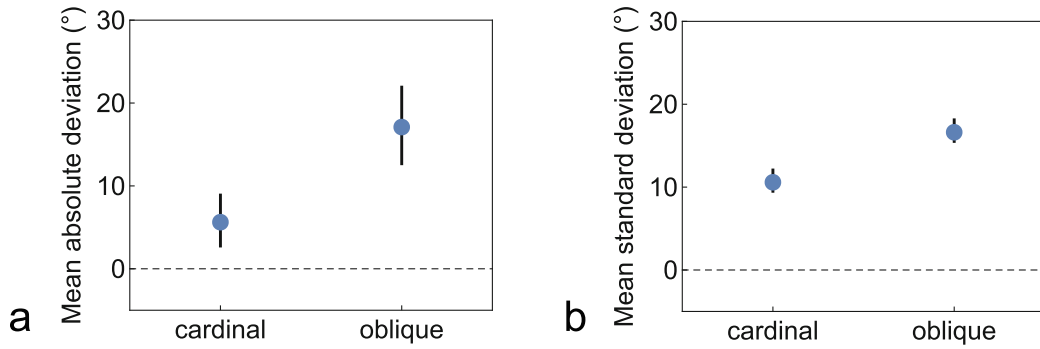 Mean absolute deviation (°)
30
20
10
0
cardinal oblique
a
Mean standard deviation (°)
30
20
10
0
cardinal oblique
b